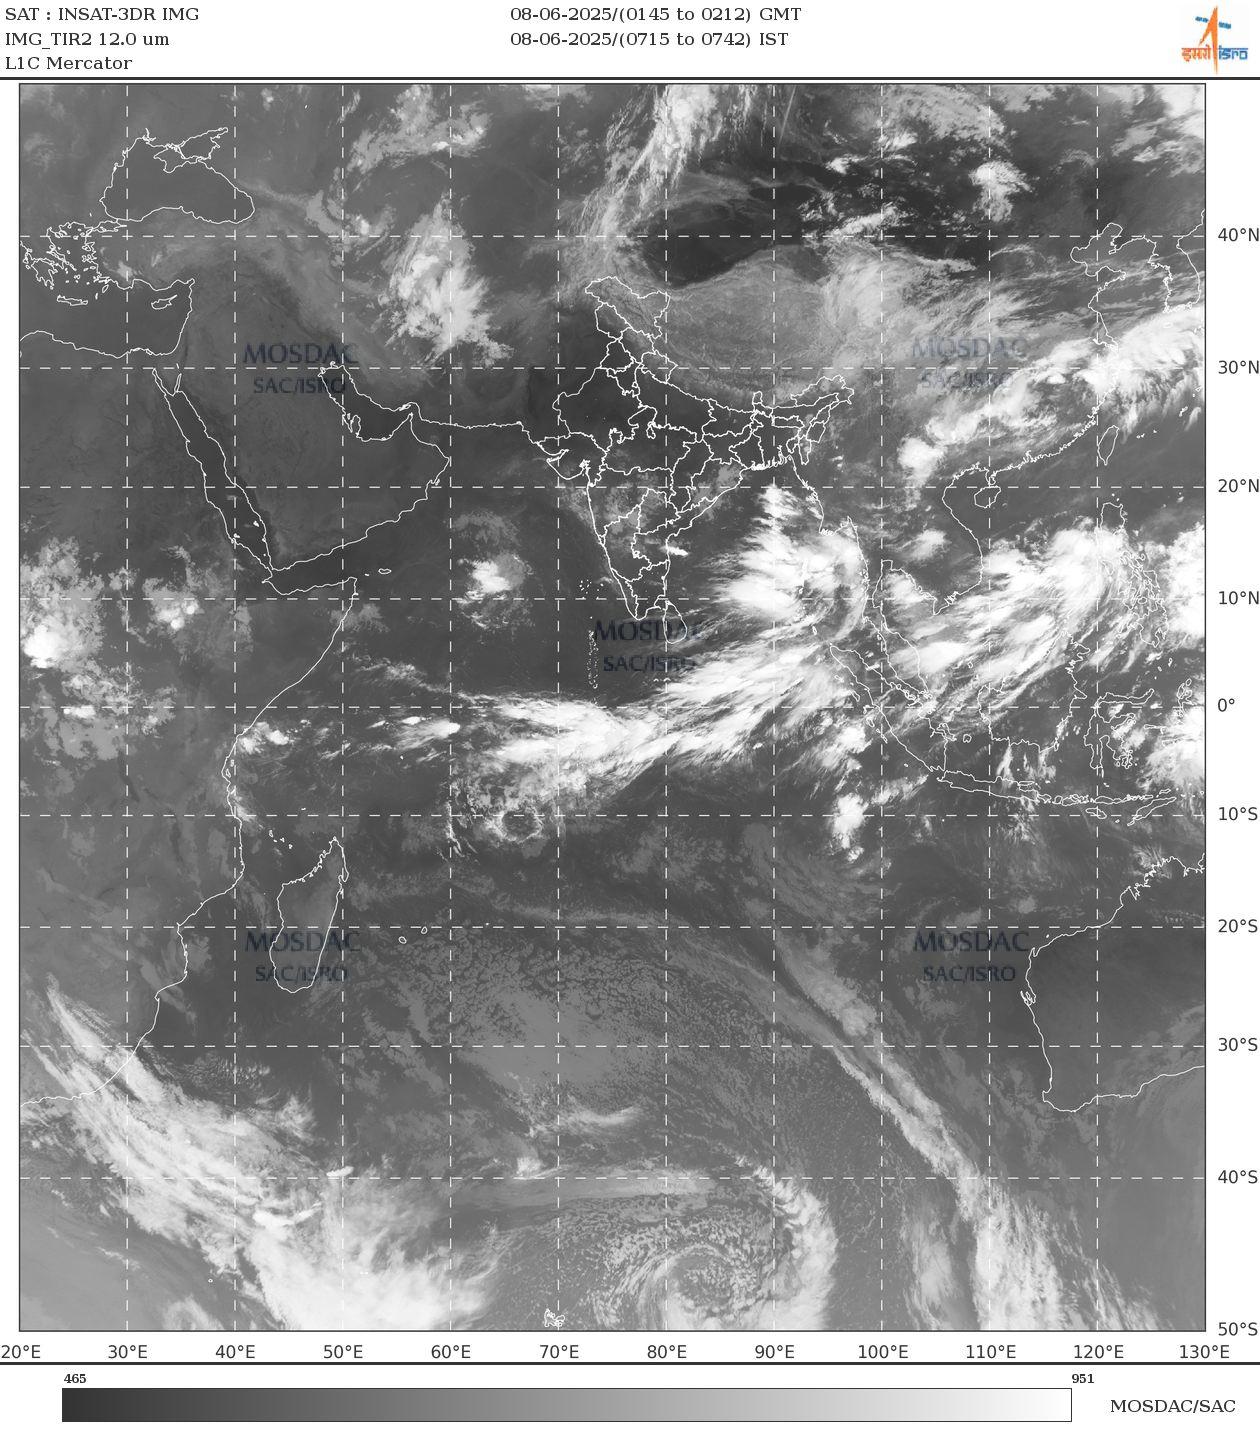 SAT : INSAT-3DR IMG
IMG_TIR2 12.0 um
L1C Mercator
08-06-2025/(0145 to 0212) GMT
08-06-2025/(0715 to 0742) IST
इसरो isro
40°N
MOSDAC
SAC/ISRO
MOSDAC
SAC/ISRO
30°N
20°N
10°N
MOSDAC
SAC/ISRO
0°
10°S
20°S
MOSDAC
SAC/ISRO
MOSDAC
SAC/ISRO
30°S
40°S
50°S
20°E 30°E 40°E 50°E 60°E 70°E 80°E 90°E 100°E 110°E 120°E 130°E
465 951
MOSDAC/SAC